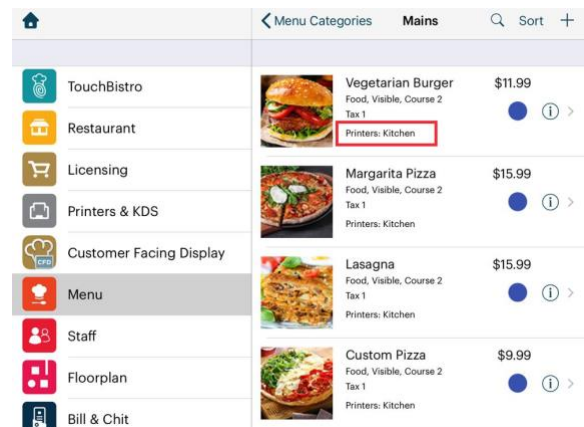 Menu Categories
Mains
Sort
TouchBistro
Restaurant
Licensing
Printers & KDS
CFD
Customer Facing Display
Menu
Staff
Floorplan
Bill & Chit
Vegetarian Burger $11.99
Food, Visible, Course 2
Tax 1
Printers: Kitchen
Margarita Pizza $15.99
Food, Visible, Course 2
Tax 1
Printers: Kitchen
Lasagna $15.99
Food, Visible, Course 2
Tax 1
Printers: Kitchen
Custom Pizza $9.99
Food, Visible, Course 2
Tax 1
Printers: Kitchen